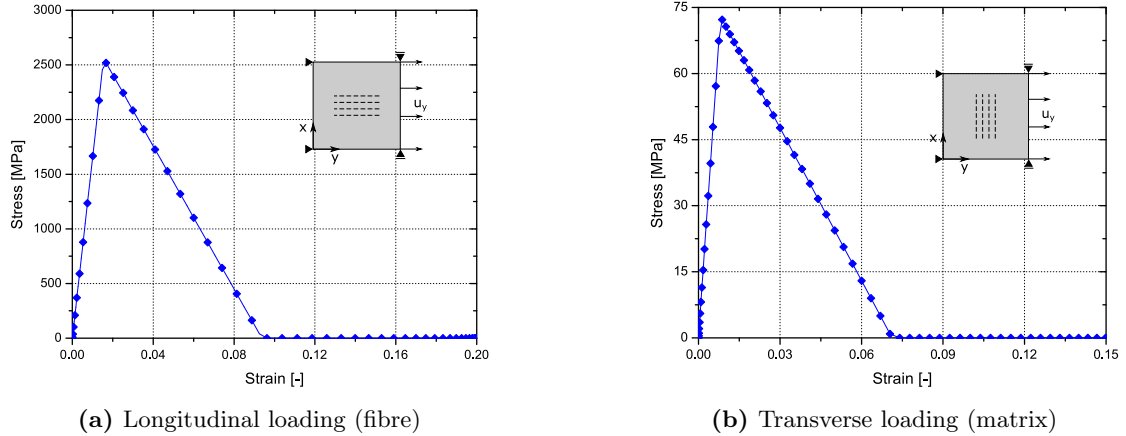 3000
2500
2000
1500
1000
500
0
Stress [MPa]
0.00 0.04 0.08 0.12 0.16 0.20
Strain [-]
x
y
u_y
(a) Longitudinal loading (fibre)
75
60
45
30
15
0
Stress [MPa]
0.00 0.03 0.06 0.09 0.12 0.15
Strain [-]
x
y
u_y
(b) Transverse loading (matrix)